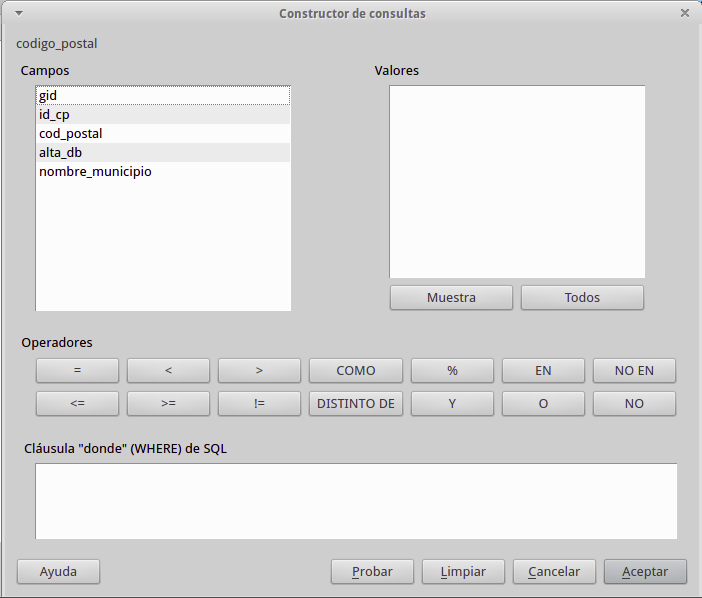 Constructor de consultas
codigo_postal
Campos
Valores
gid
id_cp
cod_postal
alta_db
nombre_municipio
Muestra
Todos
Operadores
= < > COMO % EN NO EN
<= >= != DISTINTO DE Y O NO
Cláusula "donde" (WHERE) de SQL
Ayuda Probar Limpiar Cancelar Aceptar